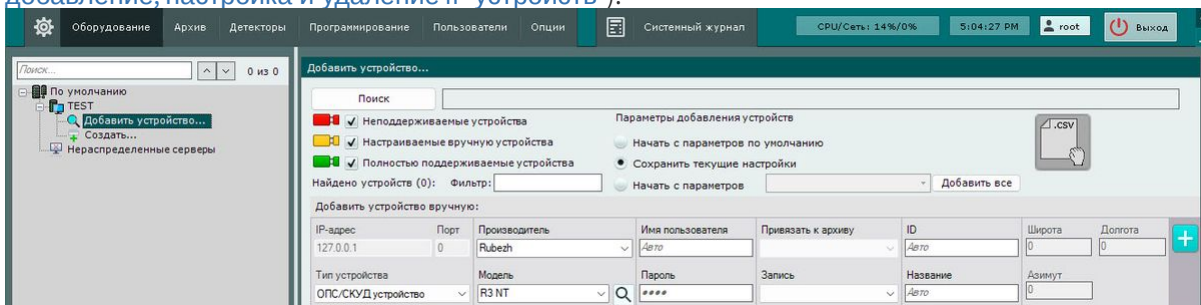 добавление, настройка и удаление IP устройств").
Оборудование Архив Детекторы Программирование Пользователи Опции Системный журнал CPU/Сеть: 14%/0% 5:04:27 PM root Выход
Поиск... 0 из 0
Добавить устройство...
По умолчанию
TEST
Добавить устройство...
Создать...
Нераспределенные серверы
Поиск
Неподдерживаемые устройства Параметры добавления устройств .csv
Настраиваемые вручную устройства Начать с параметров по умолчанию
Полностью поддерживаемые устройства Сохранить текущие настройки
Найдено устройств (0): Фильтр: Начать с параметров Добавить все
Добавить устройство вручную:
IP-адрес Порт Производитель Имя пользователя Привязать к архиву ID Широта Долгота
127.0.0.1 0 Rubezh Авто Авто 0 0
Тип устройства Модель Пароль Запись Название Азимут
ОПС/СКУД устройство R3 NT **** Авто 0